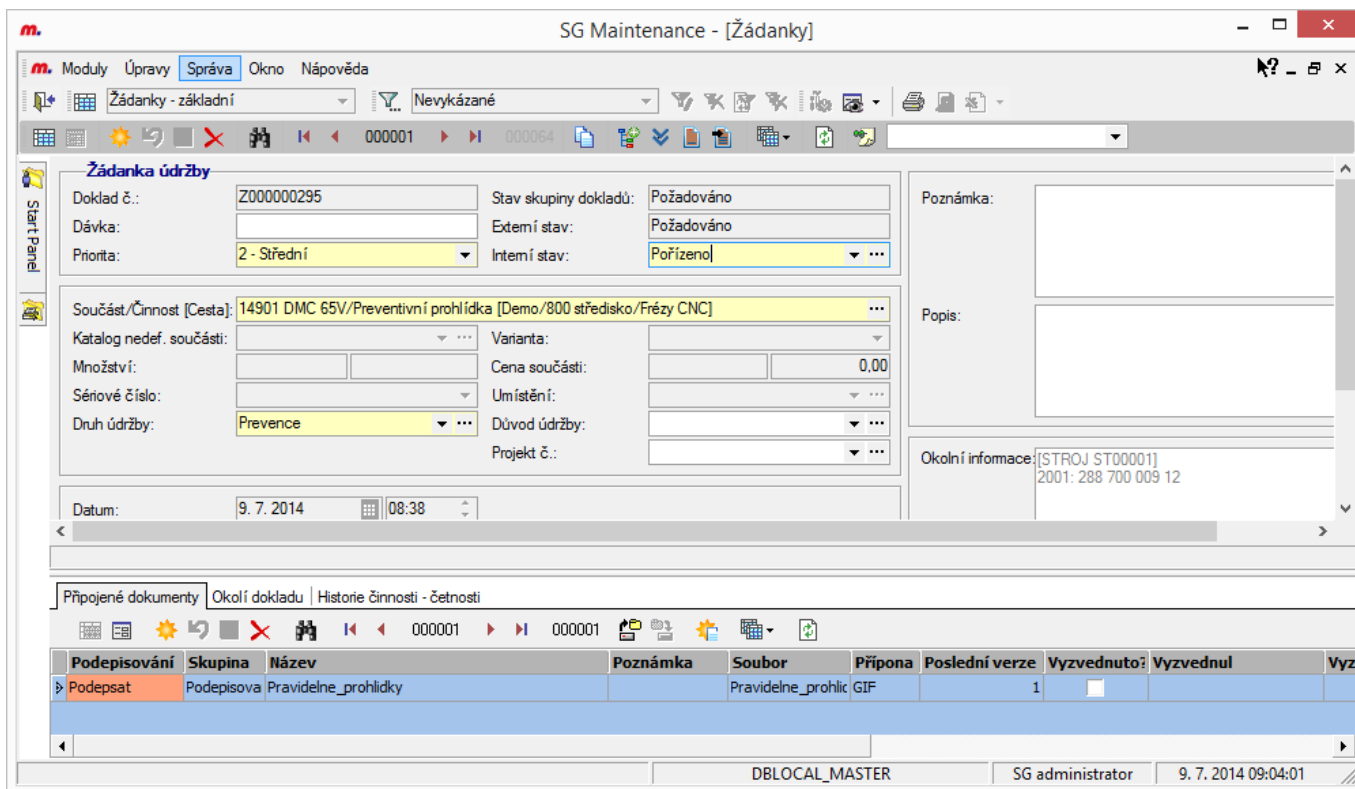 m. SG Maintenance - [Žádanky]
m. Moduly Úpravy Správa Okno Nápověda
Žádanky - základní Nevykázané
000001 000064
Start Panel
Žádanka údržby
Doklad č.: Z000000295 Stav skupiny dokladů: Požadováno Poznámka:
Dávka: Externí stav: Požadováno
Priorita: 2 - Střední Interní stav: Pořízeno
Součást/Činnost [Cesta]: 14901 DMC 65V/Preventivní prohlídka [Demo/800 středisko/Frézy CNC] Popis:
Katalog nedef. součásti: Varianta:
Množství: Cena součásti: 0,00
Sériové číslo: Umístění:
Druh údržby: Prevence Důvod údržby:
Projekt č.: Okolní informace: [STROJ ST00001]
2001: 288 700 009 12
Datum: 9. 7. 2014 08:38
Připojené dokumenty Okolí dokladu Historie činnosti - četnosti
000001 000001
Podepisování Skupina Název Poznámka Soubor Přípona Poslední verze Vyzvednuto? Vyzvednul Vyz
Podepsat Podepisova Pravidelne_prohlidky Pravidelne_prohlic GIF 1
DBLOCAL_MASTER SG administrator 9. 7. 2014 09:04:01